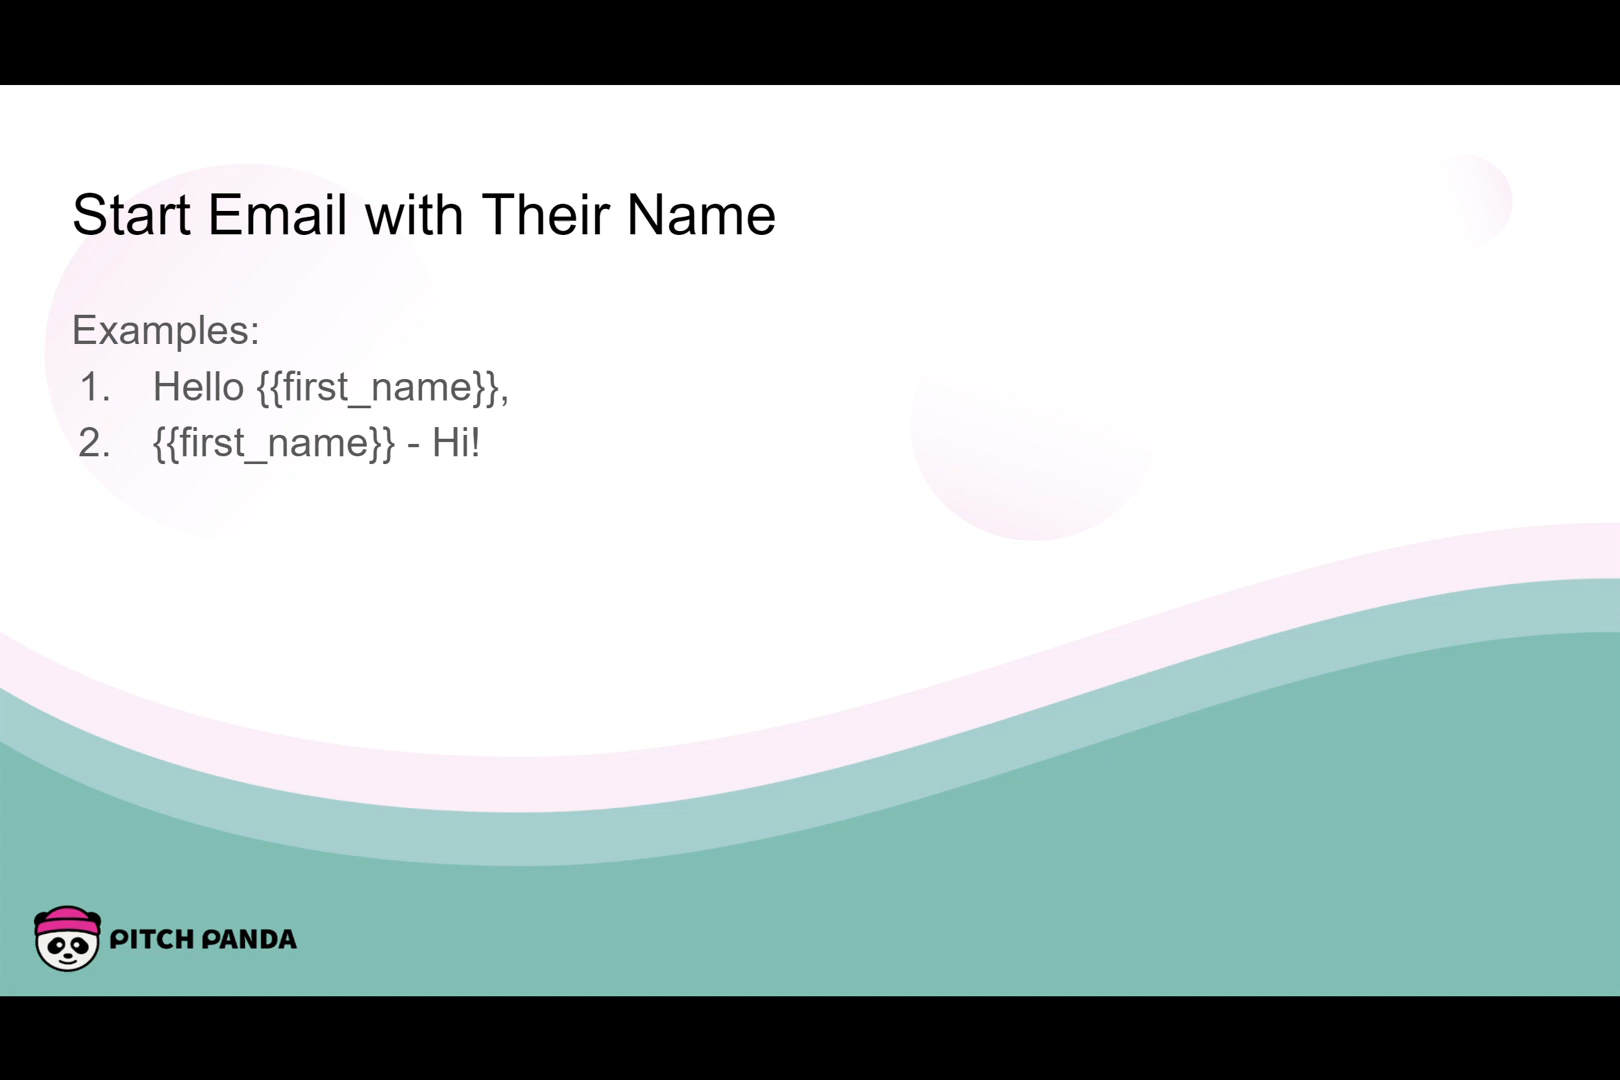 Start Email with Their Name
Examples:
1. Hello {{first_name}},
2. {{first_name}} - Hi!
PITCH PANDA